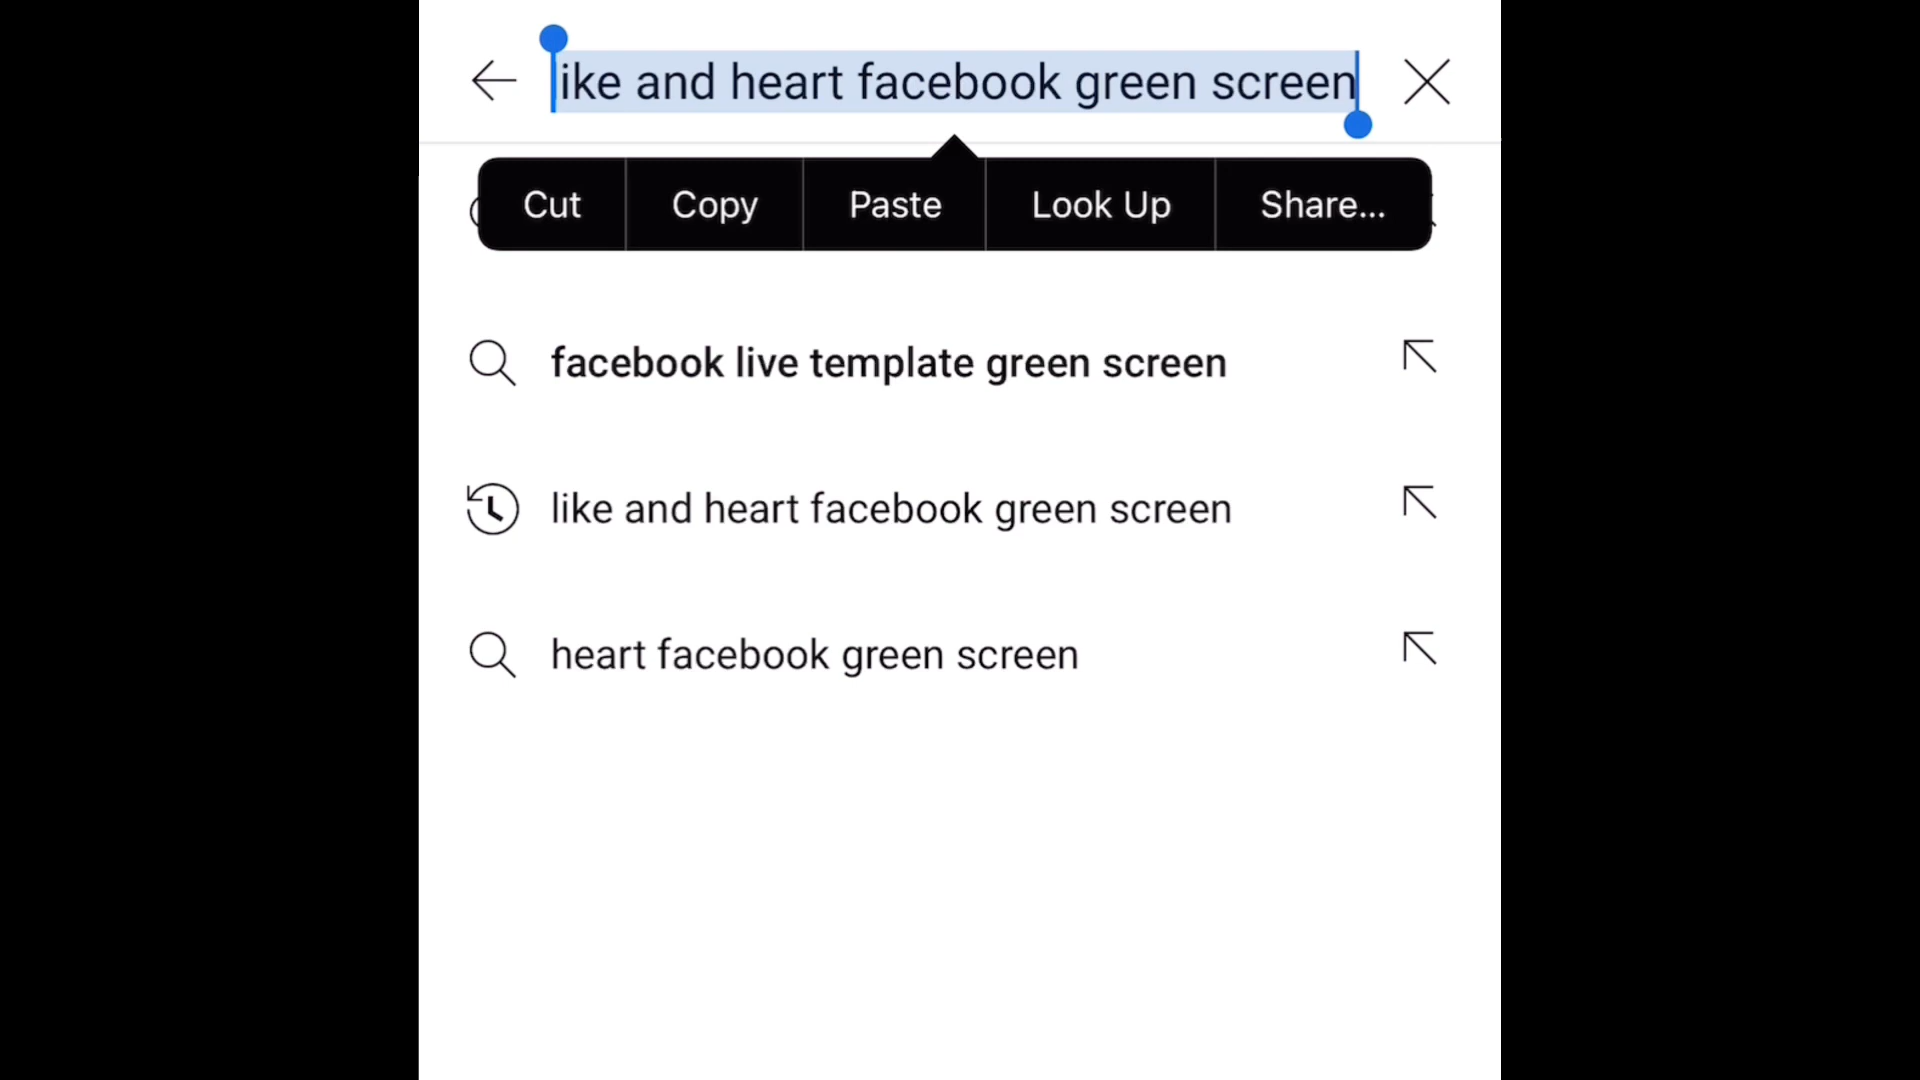 like and heart facebook green screen
Cut Copy Paste Look Up Share...
facebook live template green screen
like and heart facebook green screen
heart facebook green screen